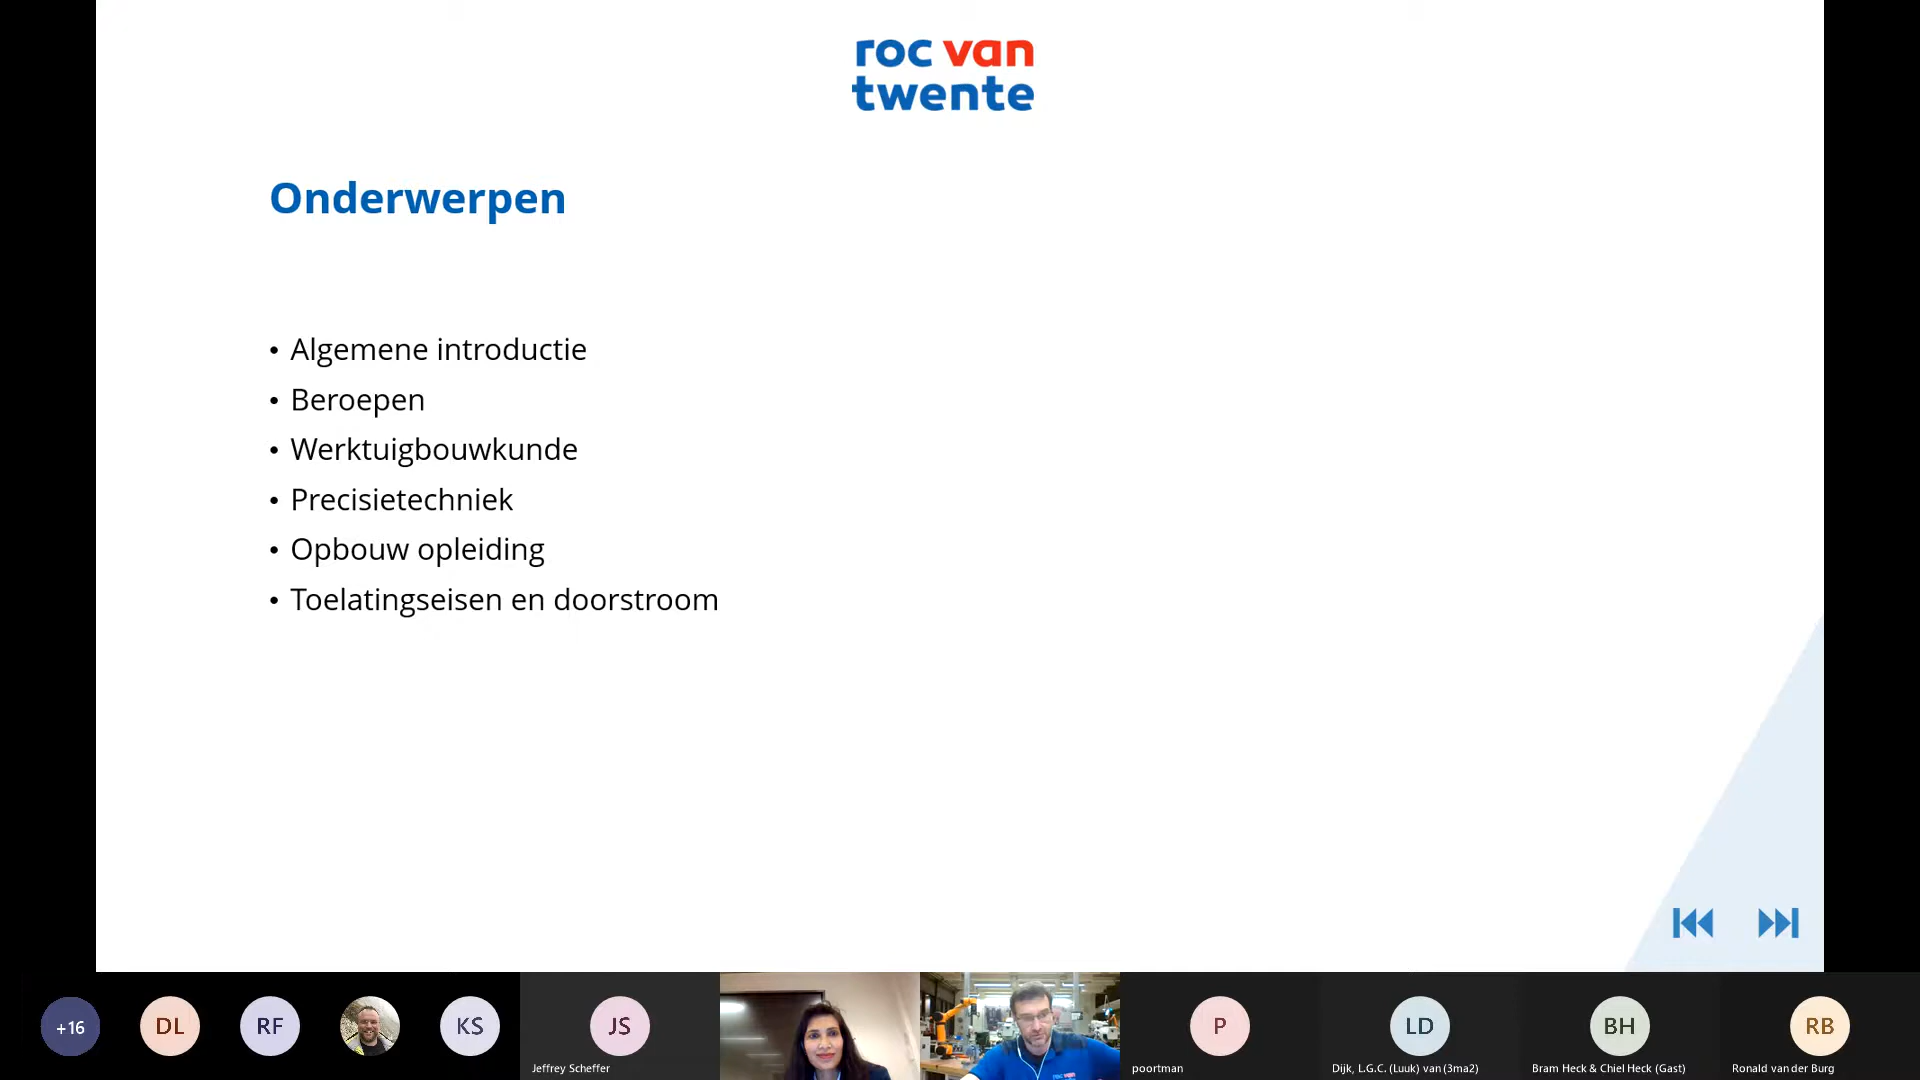 roc van
twente
Onderwerpen
• Algemene introductie
• Beroepen
• Werktuigbouwkunde
• Precisietechniek
• Opbouw opleiding
• Toelatingseisen en doorstroom
+16
DL
RF
KS
JS
Jeffrey Scheffer
roc van
P
poortman
LD
Dijk, L.G.C. (Luuk) van (3ma2)
BH
Bram Heck & Chiel Heck (Gast)
RB
Ronald van der Burg